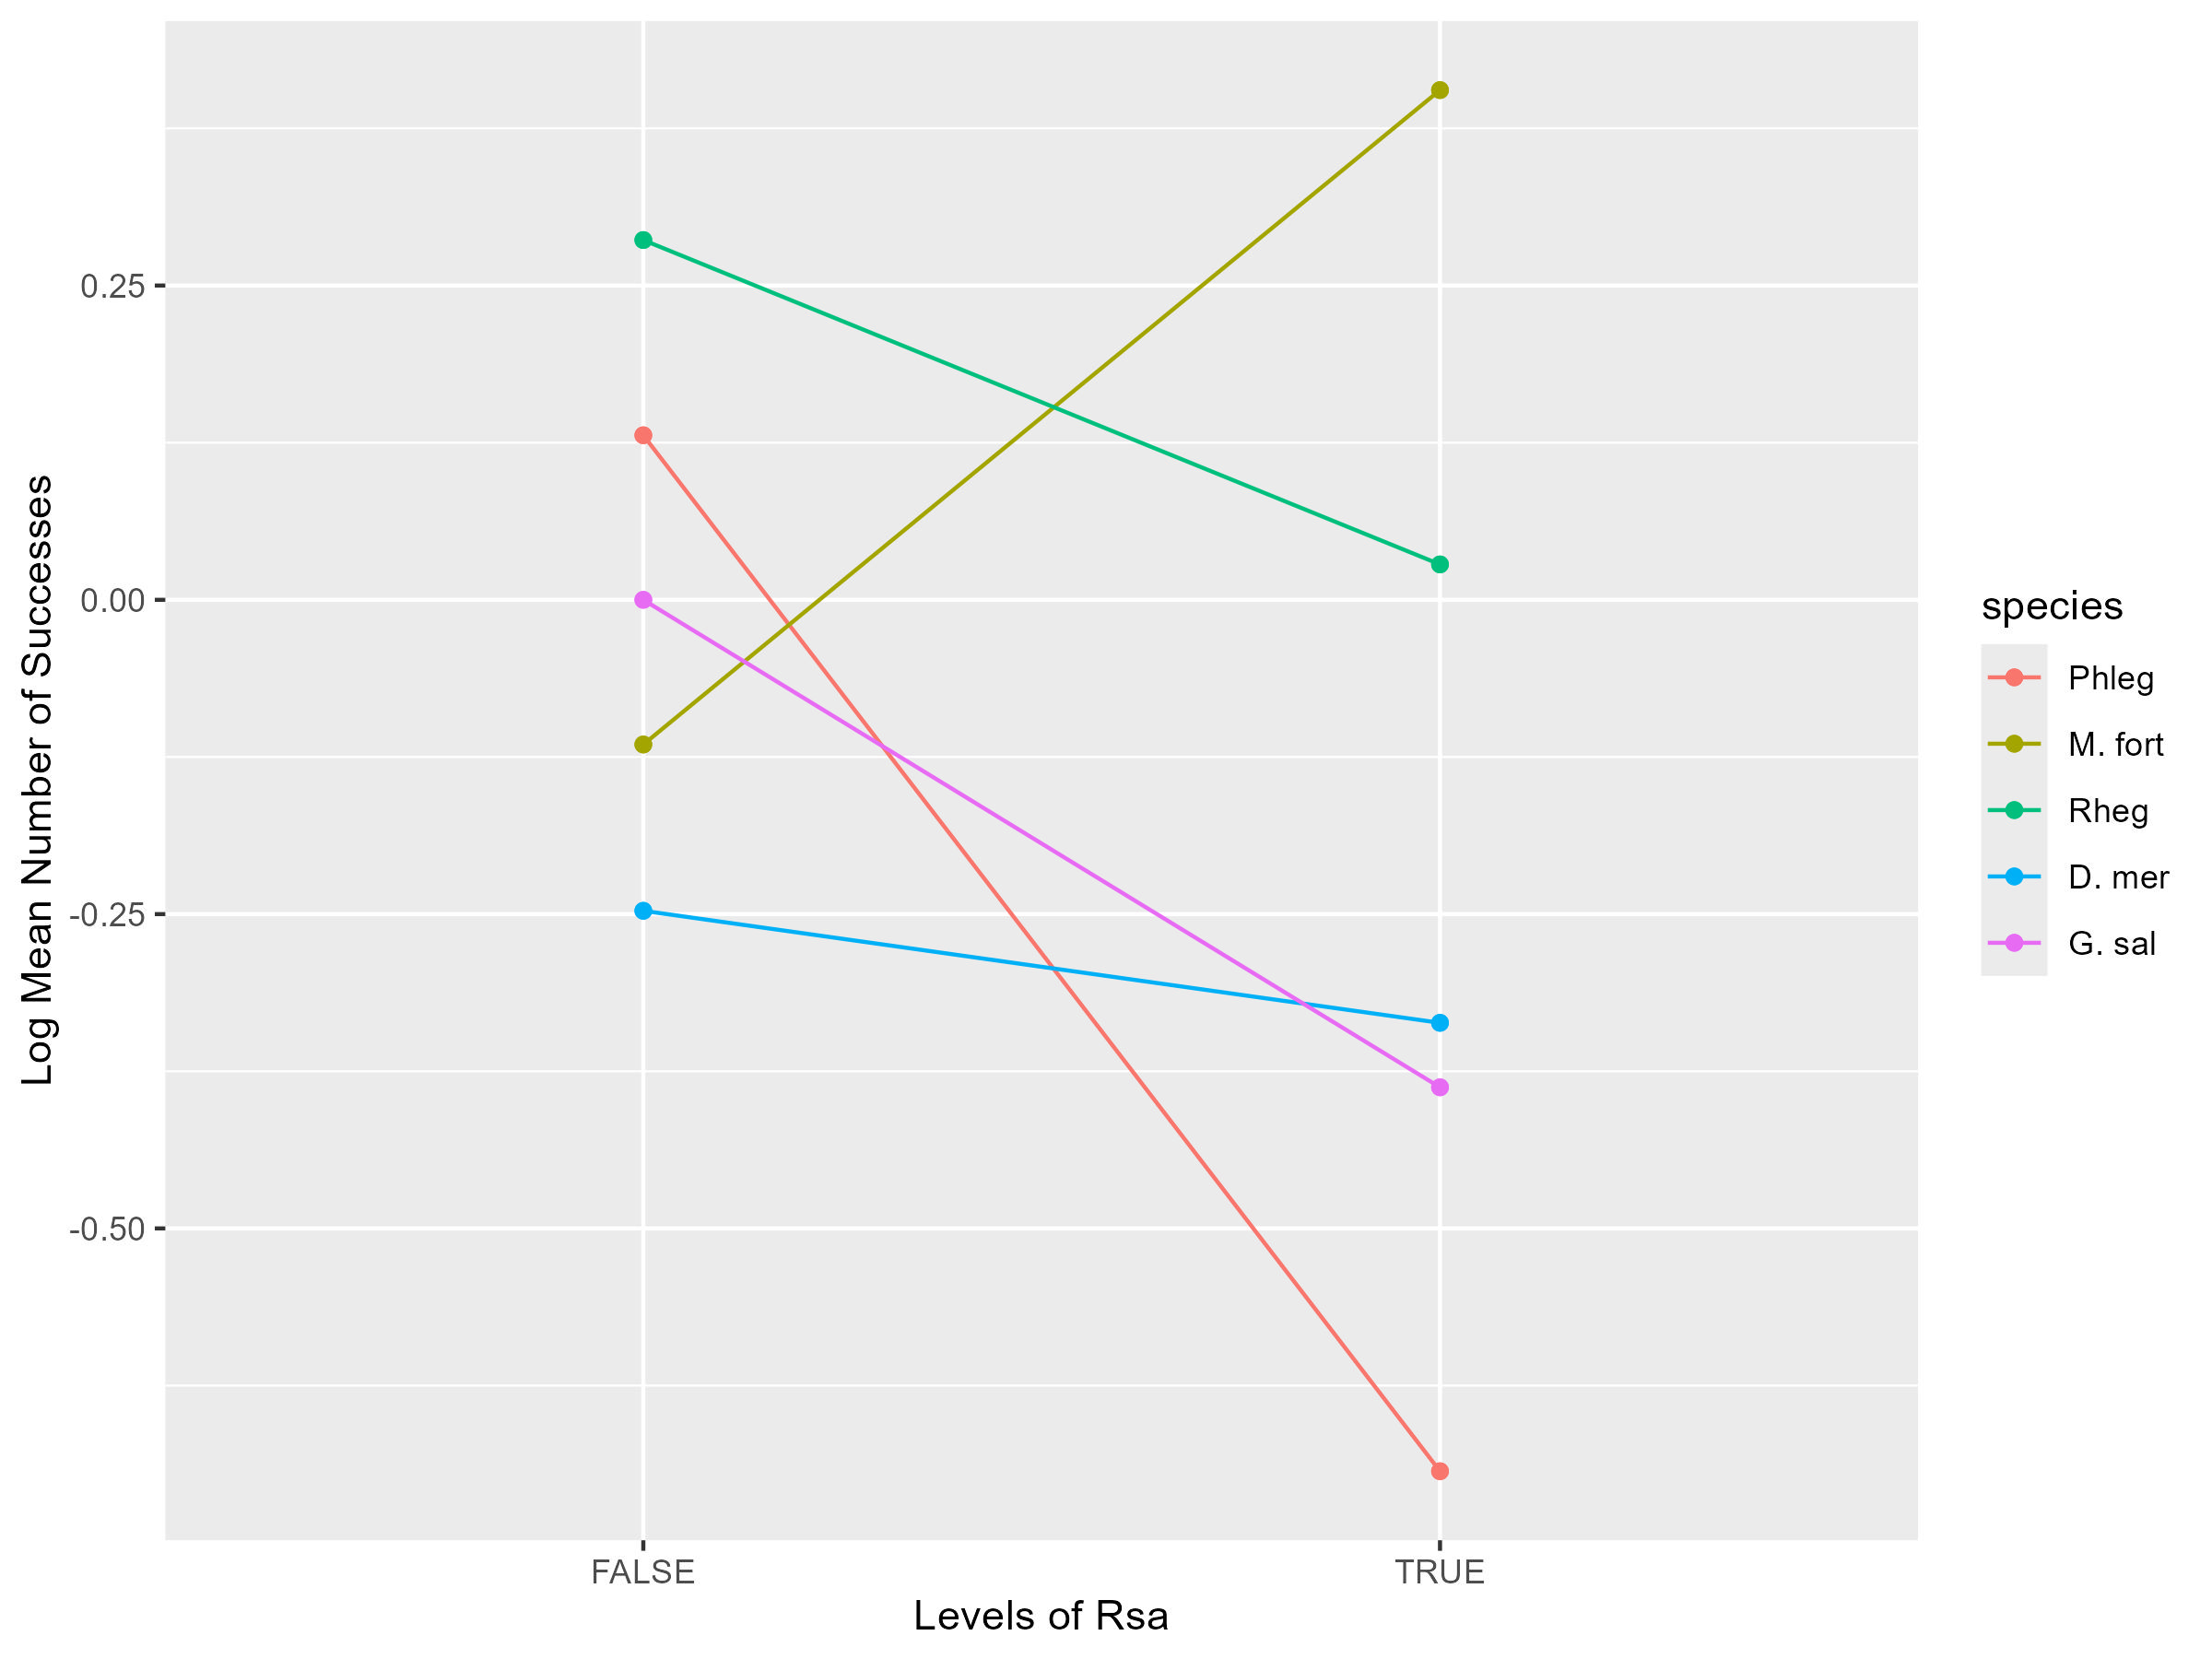 Log Mean Number of Successes
0.25
0.00
-0.25
-0.50
FALSE
TRUE
Levels of Rsa
species
Phleg
M. fort
Rheg
D. mer
G. sal